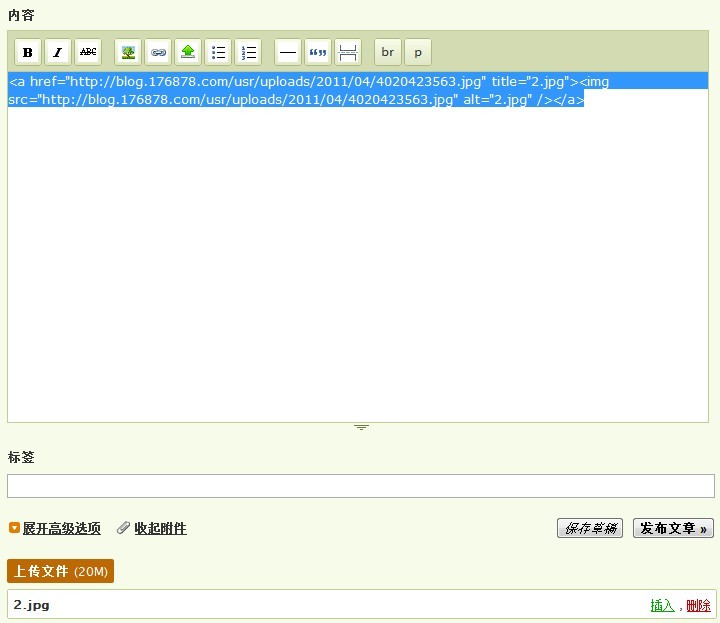 内容
B I ABC br p
<a href="http://blog.176878.com/usr/uploads/2011/04/4020423563.jpg" title="2.jpg"><img
src="http://blog.176878.com/usr/uploads/2011/04/4020423563.jpg" alt="2.jpg" /></a>
标签
展开高级选项 收起附件 保存草稿 发布文章 »
上传文件 (20M)
2.jpg 插入 , 删除